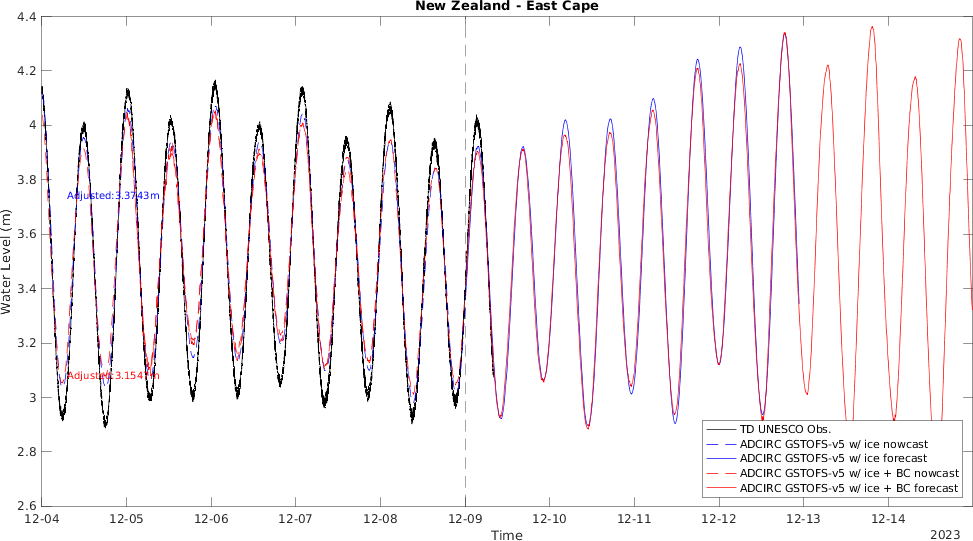 New Zealand - East Cape
4.4
4.2
4
3.8
3.6
3.4
3.2
3
2.8
2.6
Water Level (m)
Adjusted:3.3743m
12-04
12-05
12-06
12-07
12-08
12-09
12-10
12-11
12-12
12-13
12-14
Time
2023
TD UNESCO Obs.
ADCIRC GSTOFS-v5 w/ ice nowcast
ADCIRC GSTOFS-v5 w/ ice forecast
ADCIRC GSTOFS-v5 w/ ice + BC nowcast
ADCIRC GSTOFS-v5 w/ ice + BC forecast